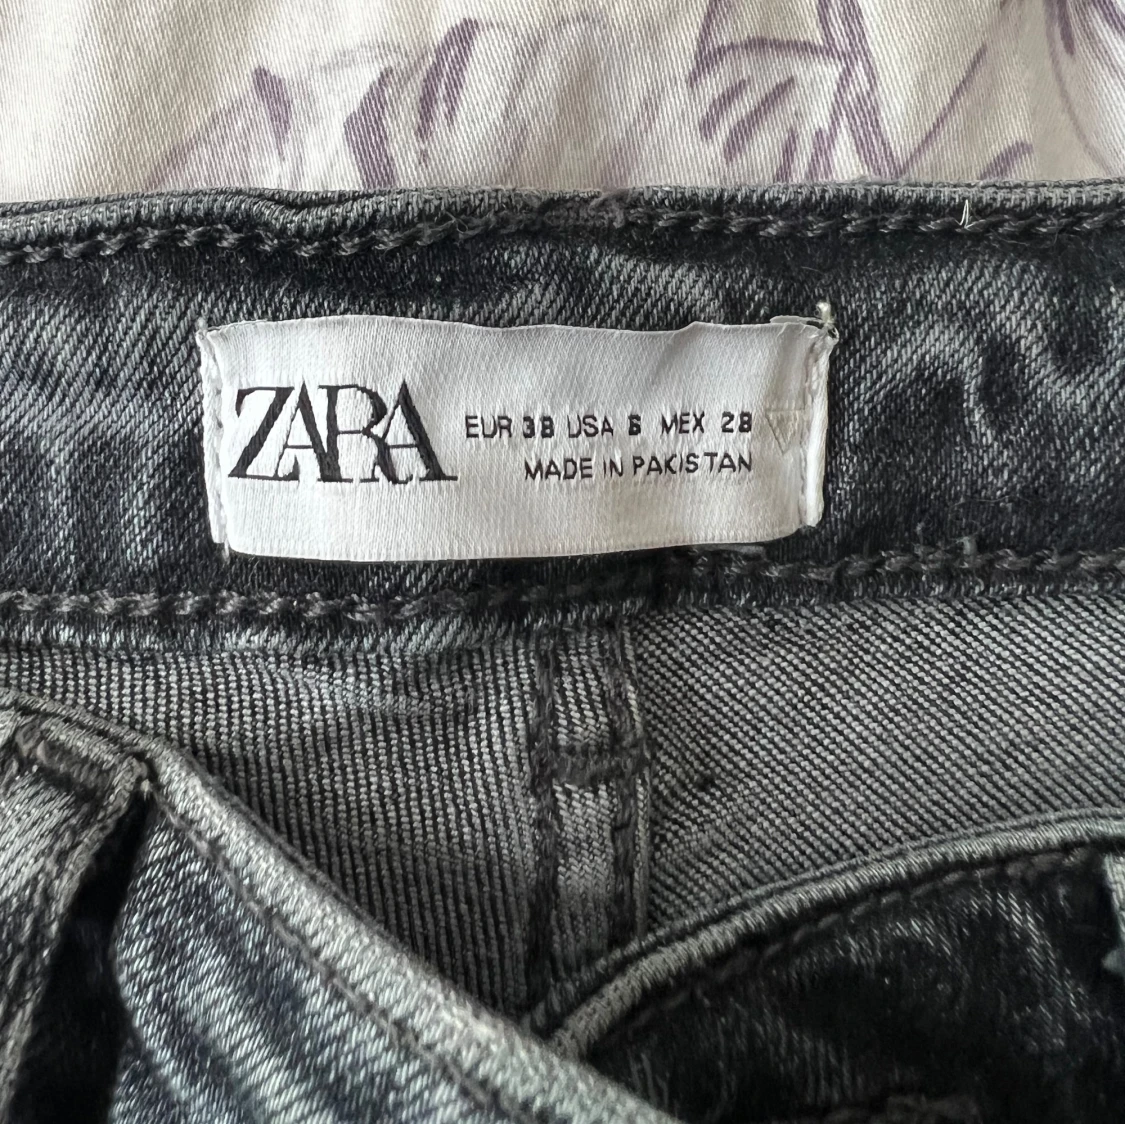 ZARA
EUR 38 USA 6 MEX 28
MADE IN PAKISTAN